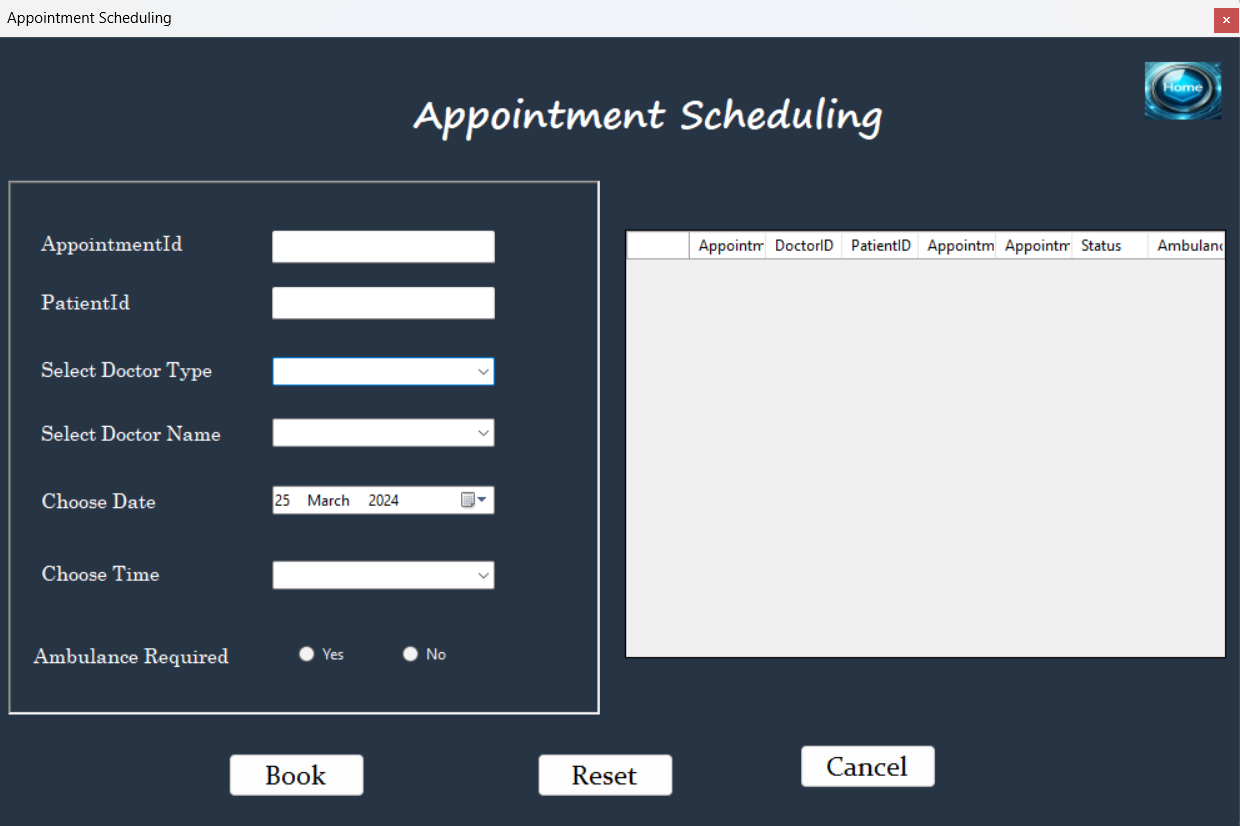 Appointment Scheduling
Home
Appointment Scheduling
AppointmentId
PatientId
Select Doctor Type
Select Doctor Name
Choose Date
25 March 2024
Choose Time
Ambulance Required Yes No
Appointm DoctorID PatientID Appointm Appointm Status Ambulanc
Book
Reset
Cancel